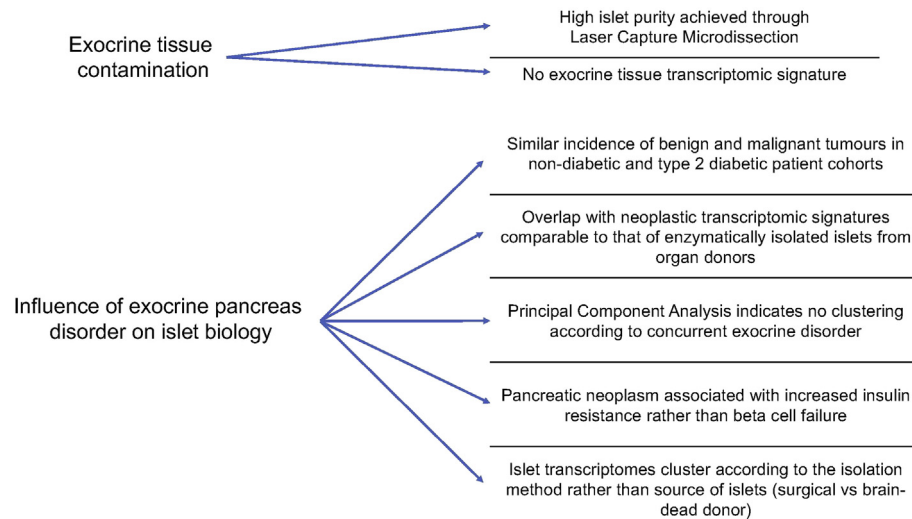 Exocrine tissue
contamination
High islet purity achieved through
Laser Capture Microdissection
No exocrine tissue transcriptomic signature
Influence of exocrine pancreas
disorder on islet biology
Similar incidence of benign and malignant tumours in
non-diabetic and type 2 diabetic patient cohorts
Overlap with neoplastic transcriptomic signatures
comparable to that of enzymatically isolated islets from
organ donors
Principal Component Analysis indicates no clustering
according to concurrent exocrine disorder
Pancreatic neoplasm associated with increased insulin
resistance rather than beta cell failure
Islet transcriptomes cluster according to the isolation
method rather than source of islets (surgical vs brain-
dead donor)